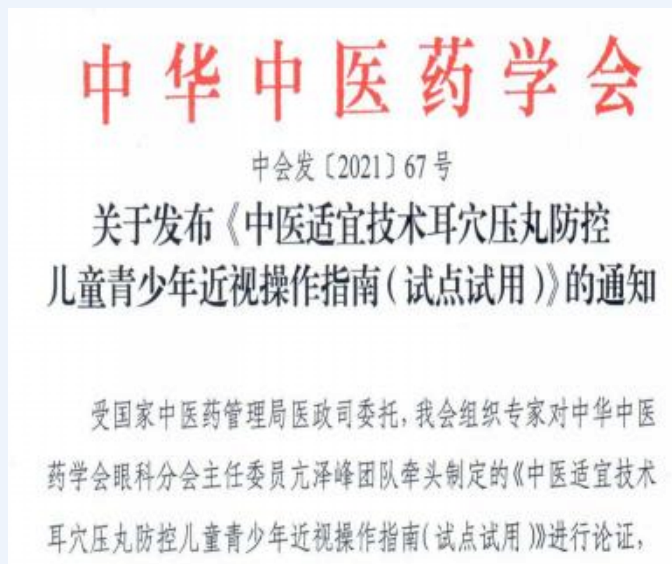 中华中医药学会
中会发〔2021〕67号
关于发布《中医适宜技术耳穴压丸防控
儿童青少年近视操作指南(试点试用)》的通知
受国家中医药管理局医政司委托,我会组织专家对中华中医
药学会眼科分会主任委员亢泽峰团队牵头制定的《中医适宜技术
耳穴压丸防控儿童青少年近视操作指南(试点试用)》进行论证,